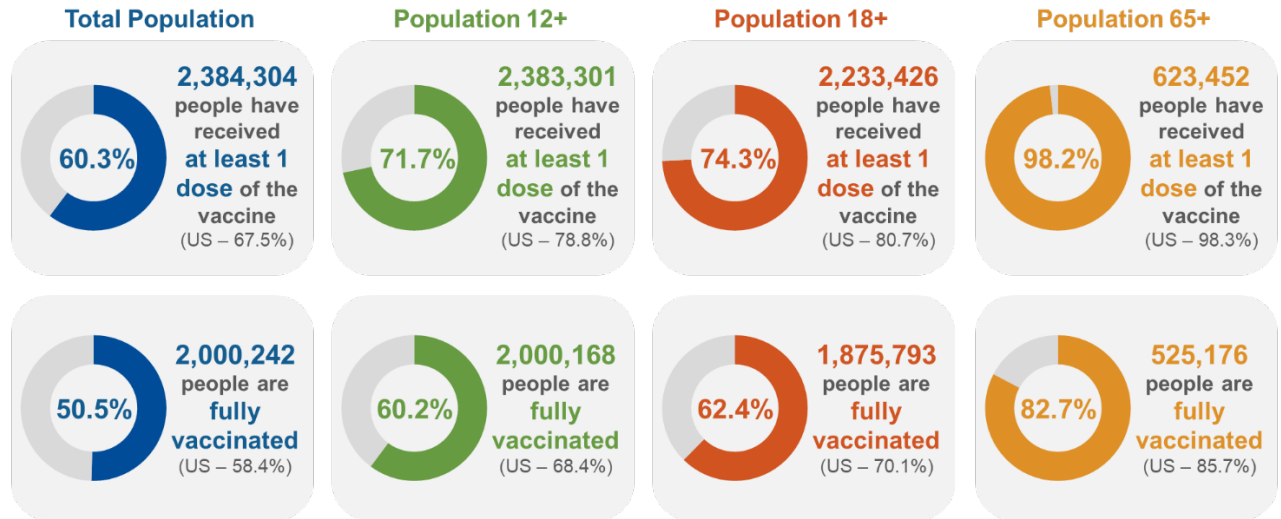 Total Population
Population 12+
Population 18+
Population 65+
60.3%
2,384,304
people have
received
at least 1
dose of the
vaccine
(US – 67.5%)
71.7%
2,383,301
people have
received
at least 1
dose of the
vaccine
(US – 78.8%)
74.3%
2,233,426
people have
received
at least 1
dose of the
vaccine
(US – 80.7%)
98.2%
623,452
people have
received
at least 1
dose of the
vaccine
(US – 98.3%)
50.5%
2,000,242
people are
fully
vaccinated
(US – 58.4%)
60.2%
2,000,168
people are
fully
vaccinated
(US – 68.4%)
62.4%
1,875,793
people are
fully
vaccinated
(US – 70.1%)
82.7%
525,176
people are
fully
vaccinated
(US – 85.7%)